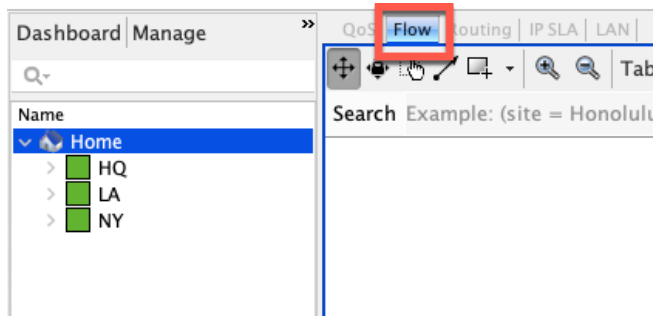 Dashboard Manage »
QoS Flow Routing IP SLA LAN
Tab
Search Example: (site = Honolulu
Name
Home
HQ
LA
NY